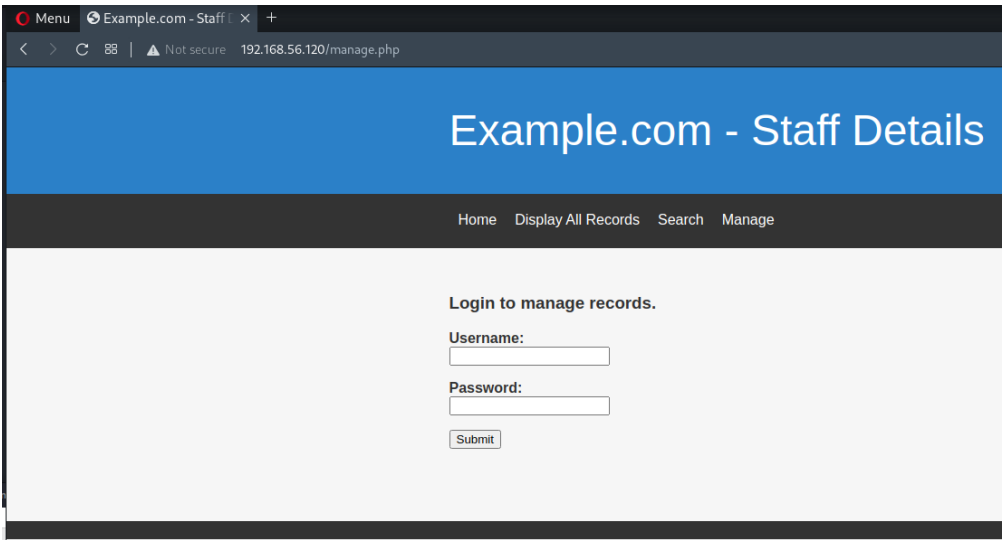 Menu Example.com - Staff × +
Not secure 192.168.56.120/manage.php
Example.com - Staff Details
Home Display All Records Search Manage
Login to manage records.
Username:
Password:
Submit